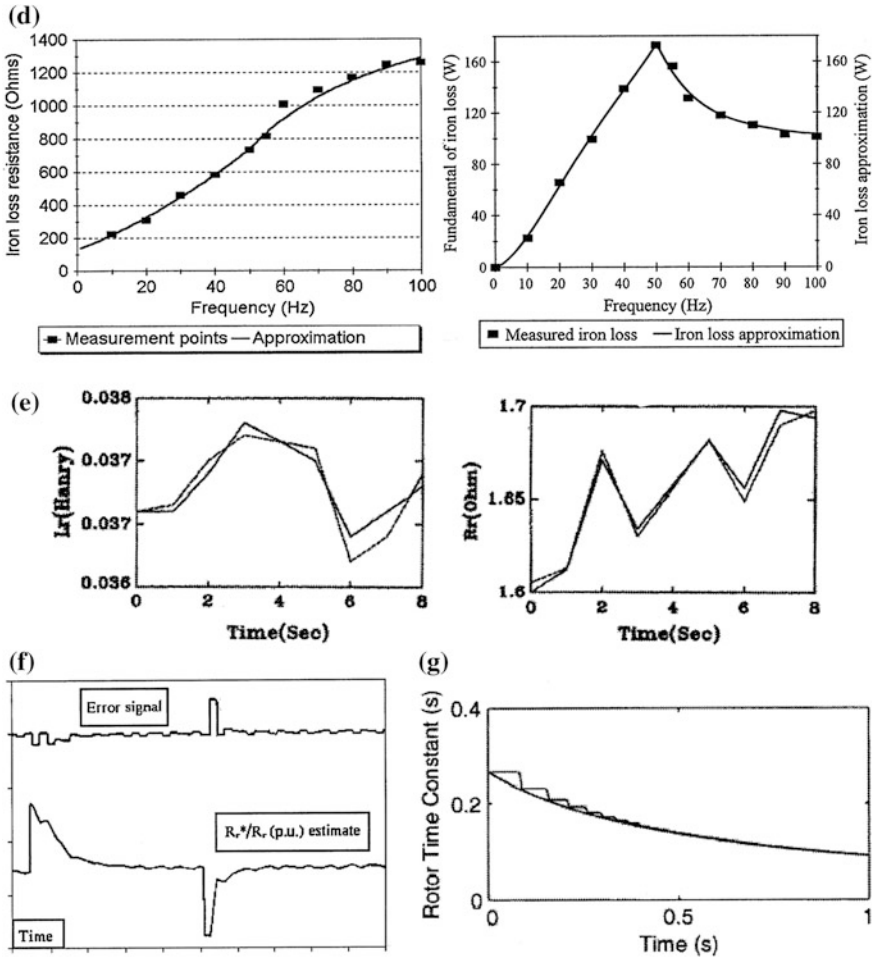 (d)
1400
1200
1000
800
600
400
200
0
Iron loss resistance (Ohms)
0 20 40 60 80 100
Frequency (Hz)
Measurement points Approximation
160
120
80
40
0
Fundamental of iron loss (W)
160
120
80
40
0
Iron loss approximation (W)
0 10 20 30 40 50 60 70 80 90 100
Frequency (Hz)
Measured iron loss Iron loss approximation
(e)
0.038
0.037
0.037
0.036
Lr(Hanry)
0 2 4 6 8
Time(Sec)
1.7
1.65
1.6
Rr(Ohm)
0 2 4 6 8
Time(Sec)
(f)
Error signal
Rr*/Rr (p.u.) estimate
Time
(g)
0.4
0.2
0
Rotor Time Constant (s)
0 0.5 1
Time (s)